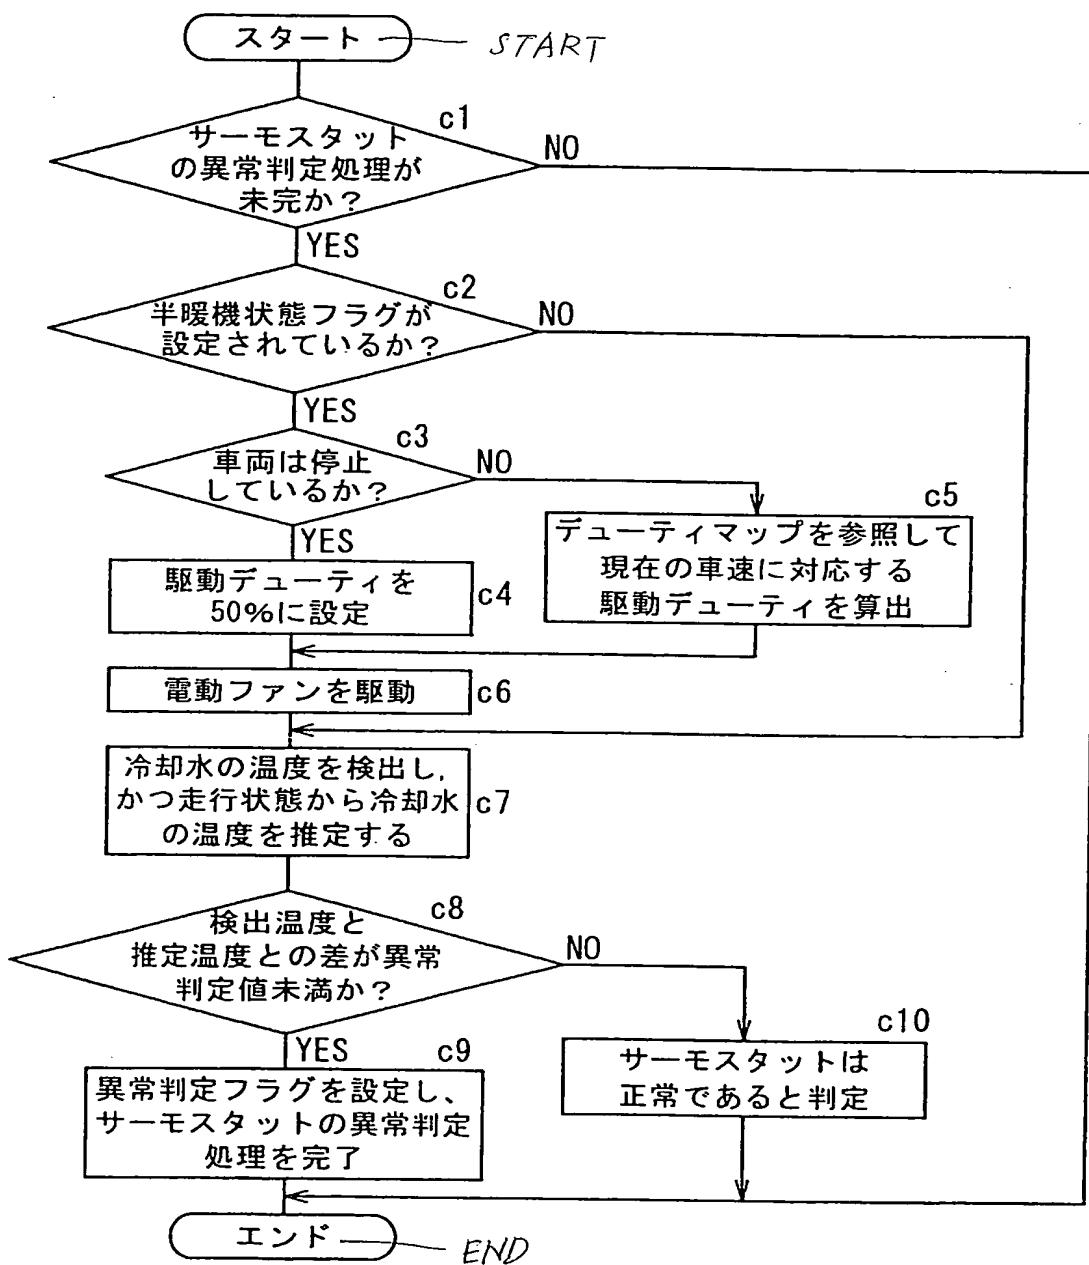 スタート
START
c1
サーモスタット
の異常判定処理が
未完か?
NO
YES
c2
半暖機状態フラグが
設定されているか?
NO
YES
c3
車両は停止
しているか?
NO
YES
c5
デューティマップを参照して
現在の車速に対応する
駆動デューティを算出
駆動デューティを
50%に設定
c4
電動ファンを駆動
c6
冷却水の温度を検出し,
かつ走行状態から冷却水
の温度を推定する
c7
c8
検出温度と
推定温度との差が異常
判定値未満か?
NO
YES
c9
異常判定フラグを設定し、
サーモスタットの異常判定
処理を完了
c10
サーモスタットは
正常であると判定
エンド
END